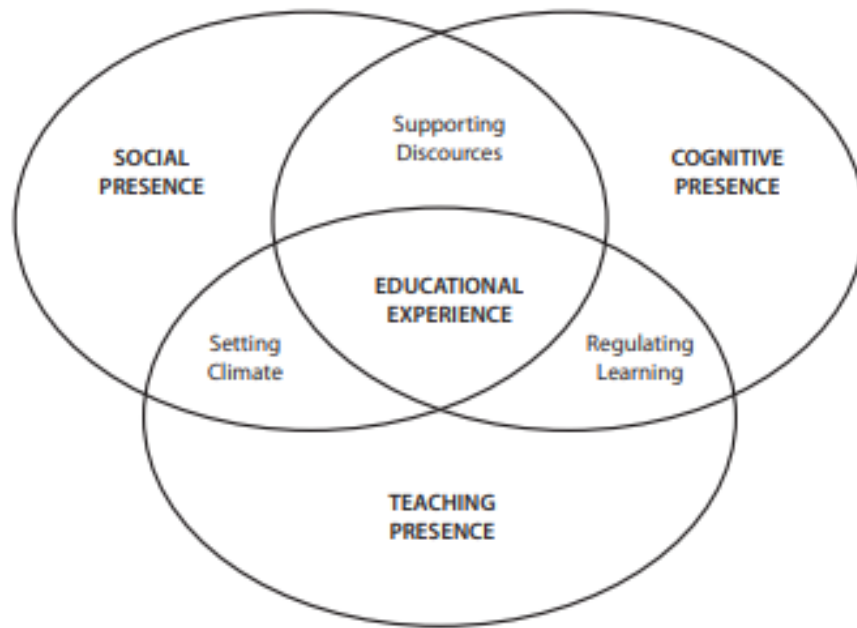 Supporting
Discources
SOCIAL
PRESENCE
COGNITIVE
PRESENCE
EDUCATIONAL
EXPERIENCE
Setting
Climate
Regulating
Learning
TEACHING
PRESENCE